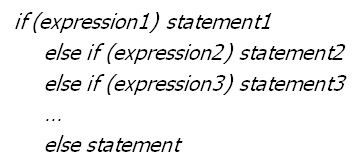 if (expression1) statement1
else if (expression2) statement2
else if (expression3) statement3
...
else statement